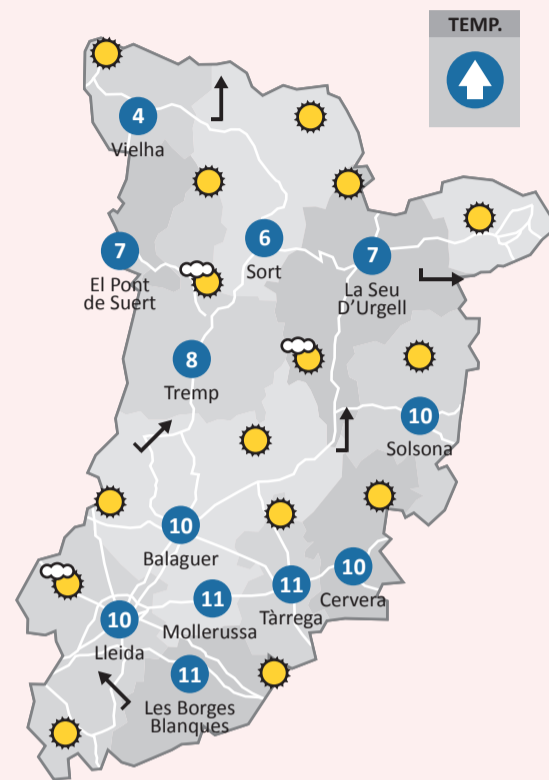 TEMP.
4
Vielha
7
El Pont
de Suert
6
Sort
7
La Seu
D'Urgell
8
Tremp
10
Solsona
10
Balaguer
10
Cervera
11
Tàrrega
11
Mollerussa
10
Lleida
11
Les Borges
Blanques